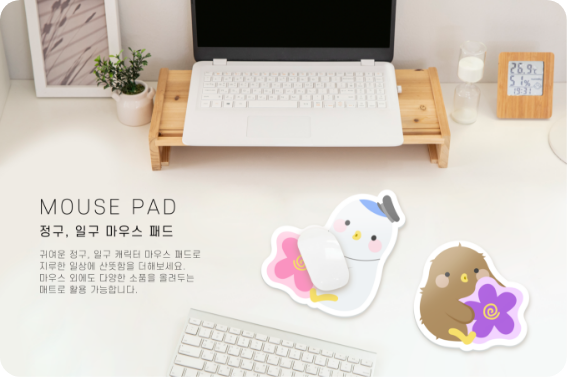 26.9
MOUSE PAD
정구, 일구 마우스 패드
귀여운 정구, 일구 캐릭터 마우스 패드로
지루한 일상에 산뜻함을 더해보세요.
마우스 외에도 다양한 소품을 올려두는
매트로 활용 가능합니다.